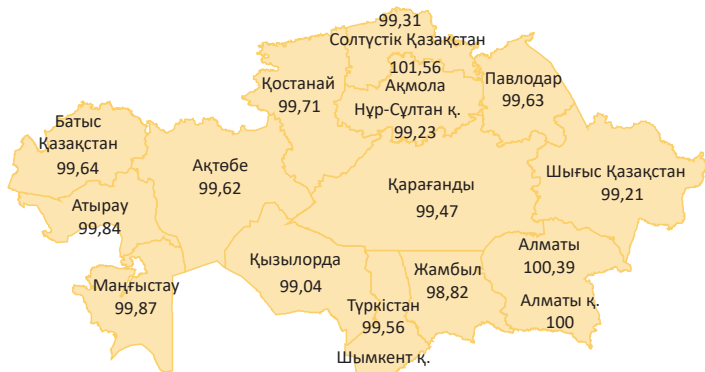 99,31
Солтүстік Қазақстан
101,56
Ақмола
Нұр-Сұлтан қ.
99,23
Қостанай
99,71
Павлодар
99,63
Батыс
Қазақстан
99,64
Ақтөбе
99,62
Қарағанды
99,47
Шығыс Қазақстан
99,21
Атырау
99,84
Маңғыстау
99,87
Қызылорда
99,04
Түркістан
99,56
Шымкент қ.
Жамбыл
98,82
Алматы
100,39
Алматы қ.
100